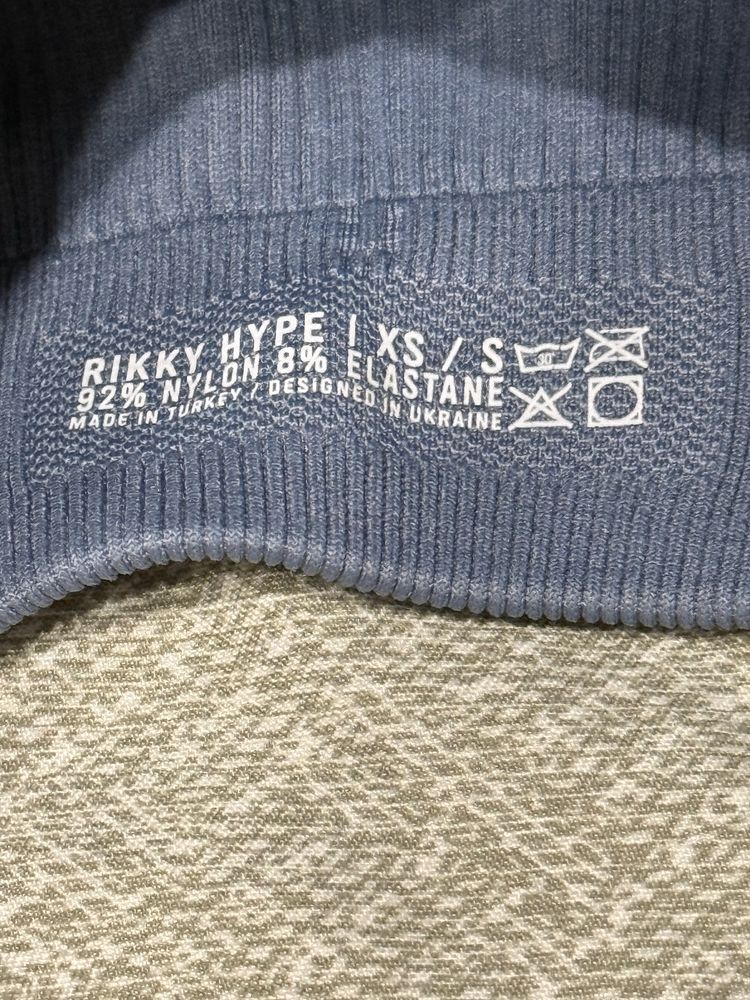 RIKKY HYPE | XS / S
30°
92% NYLON 8% ELASTANE
MADE IN TURKEY / DESIGNED IN UKRAINE